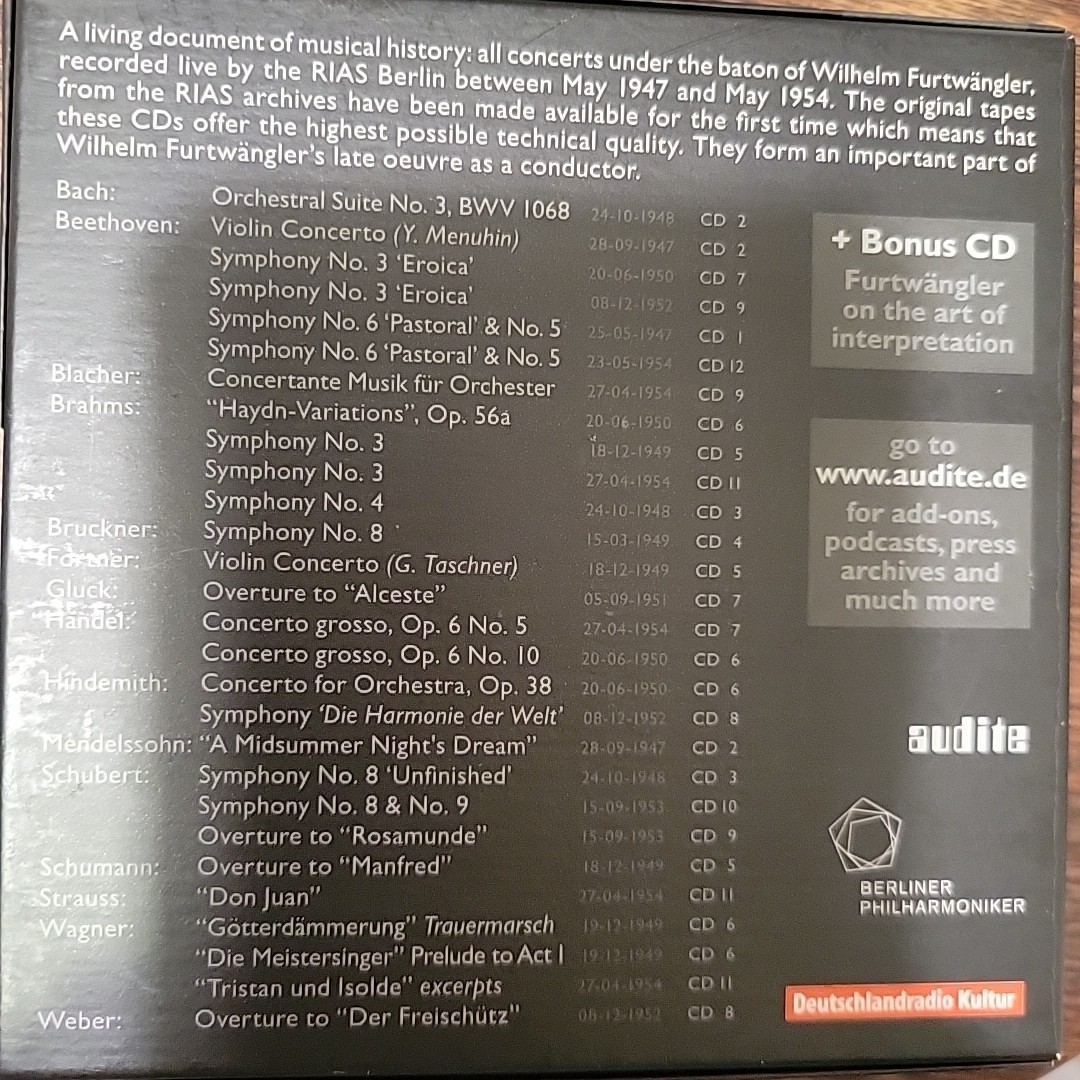 A living document of musical history: all concerts under the baton of Wilhelm Furtwängler,
recorded live by the RIAS Berlin between May 1947 and May 1954. The original tapes
from the RIAS archives have been made available for the first time which means that
these CDs offer the highest possible technical quality. They form an important part of
Wilhelm Furtwängler's late oeuvre as a conductor.
Bach: Orchestral Suite No. 3, BWV 1068 24-10-1948 CD 2
Beethoven: Violin Concerto (Y. Menuhin) 28-09-1947 CD 2
Symphony No. 3 'Eroica' 20-06-1950 CD 7
Symphony No. 3 'Eroica' 08-12-1952 CD 9
Symphony No. 6 'Pastoral' & No. 5 25-05-1947 CD 1
Symphony No. 6 'Pastoral' & No. 5 23-05-1954 CD 12
Blacher: Concertante Musik für Orchester 27-04-1954 CD 9
Brahms: "Haydn-Variations", Op. 56a 20-06-1950 CD 6
Symphony No. 3 18-12-1949 CD 5
Symphony No. 3 27-04-1954 CD 11
Symphony No. 4 24-10-1948 CD 3
Bruckner: Symphony No. 8 15-03-1949 CD 4
Fortner: Violin Concerto (G. Taschner) 18-12-1949 CD 5
Gluck: Overture to "Alceste" 05-09-1951 CD 7
Händel: Concerto grosso, Op. 6 No. 5 27-04-1954 CD 7
Concerto grosso, Op. 6 No. 10 20-06-1950 CD 6
Hindemith: Concerto for Orchestra, Op. 38 20-06-1950 CD 6
Symphony 'Die Harmonie der Welt' 08-12-1952 CD 8
Mendelssohn: "A Midsummer Night's Dream" 28-09-1947 CD 2
Schubert: Symphony No. 8 'Unfinished' 24-10-1948 CD 3
Symphony No. 8 & No. 9 15-09-1953 CD 10
Overture to "Rosamunde" 15-09-1953 CD 9
Schumann: Overture to "Manfred" 18-12-1949 CD 5
Strauss: "Don Juan" 27-04-1954 CD 11
Wagner: "Götterdämmerung" Trauermarsch 19-12-1949 CD 6
"Die Meistersinger" Prelude to Act I 19-12-1949 CD 6
"Tristan und Isolde" excerpts 27-04-1954 CD 11
Weber: Overture to "Der Freischütz" 08-12-1952 CD 8
+ Bonus CD
Furtwängler
on the art of
interpretation
go to
www.audite.de
for add-ons,
podcasts, press
archives and
much more
audite
BERLINER
PHILHARMONIKER
Deutschlandradio Kultur